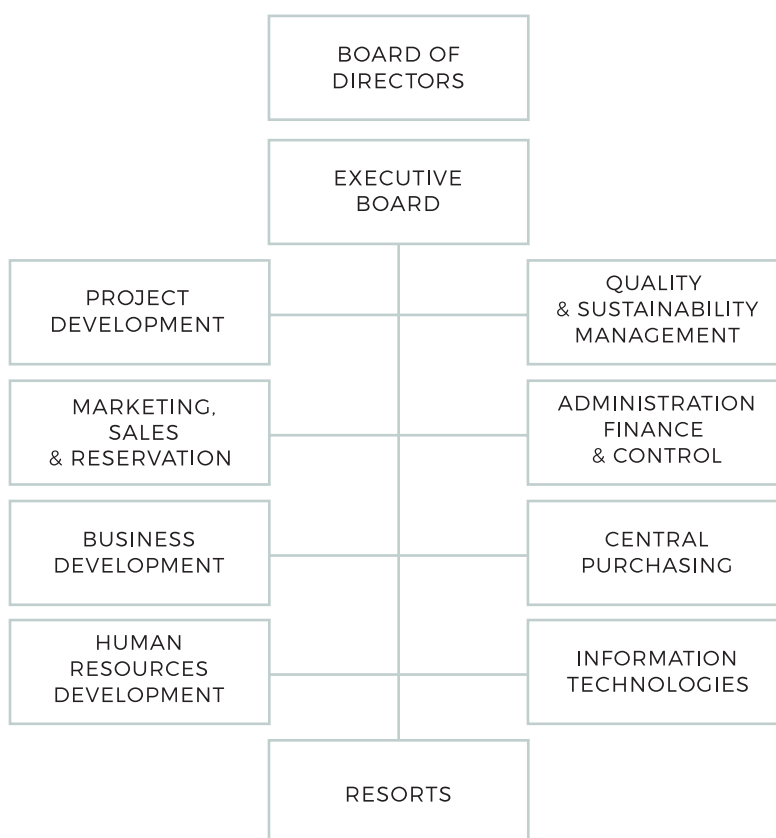 BOARD OF
DIRECTORS
EXECUTIVE
BOARD
PROJECT
DEVELOPMENT
QUALITY
& SUSTAINABILITY
MANAGEMENT
MARKETING,
SALES
& RESERVATION
ADMINISTRATION
FINANCE
& CONTROL
BUSINESS
DEVELOPMENT
CENTRAL
PURCHASING
HUMAN
RESOURCES
DEVELOPMENT
INFORMATION
TECHNOLOGIES
RESORTS